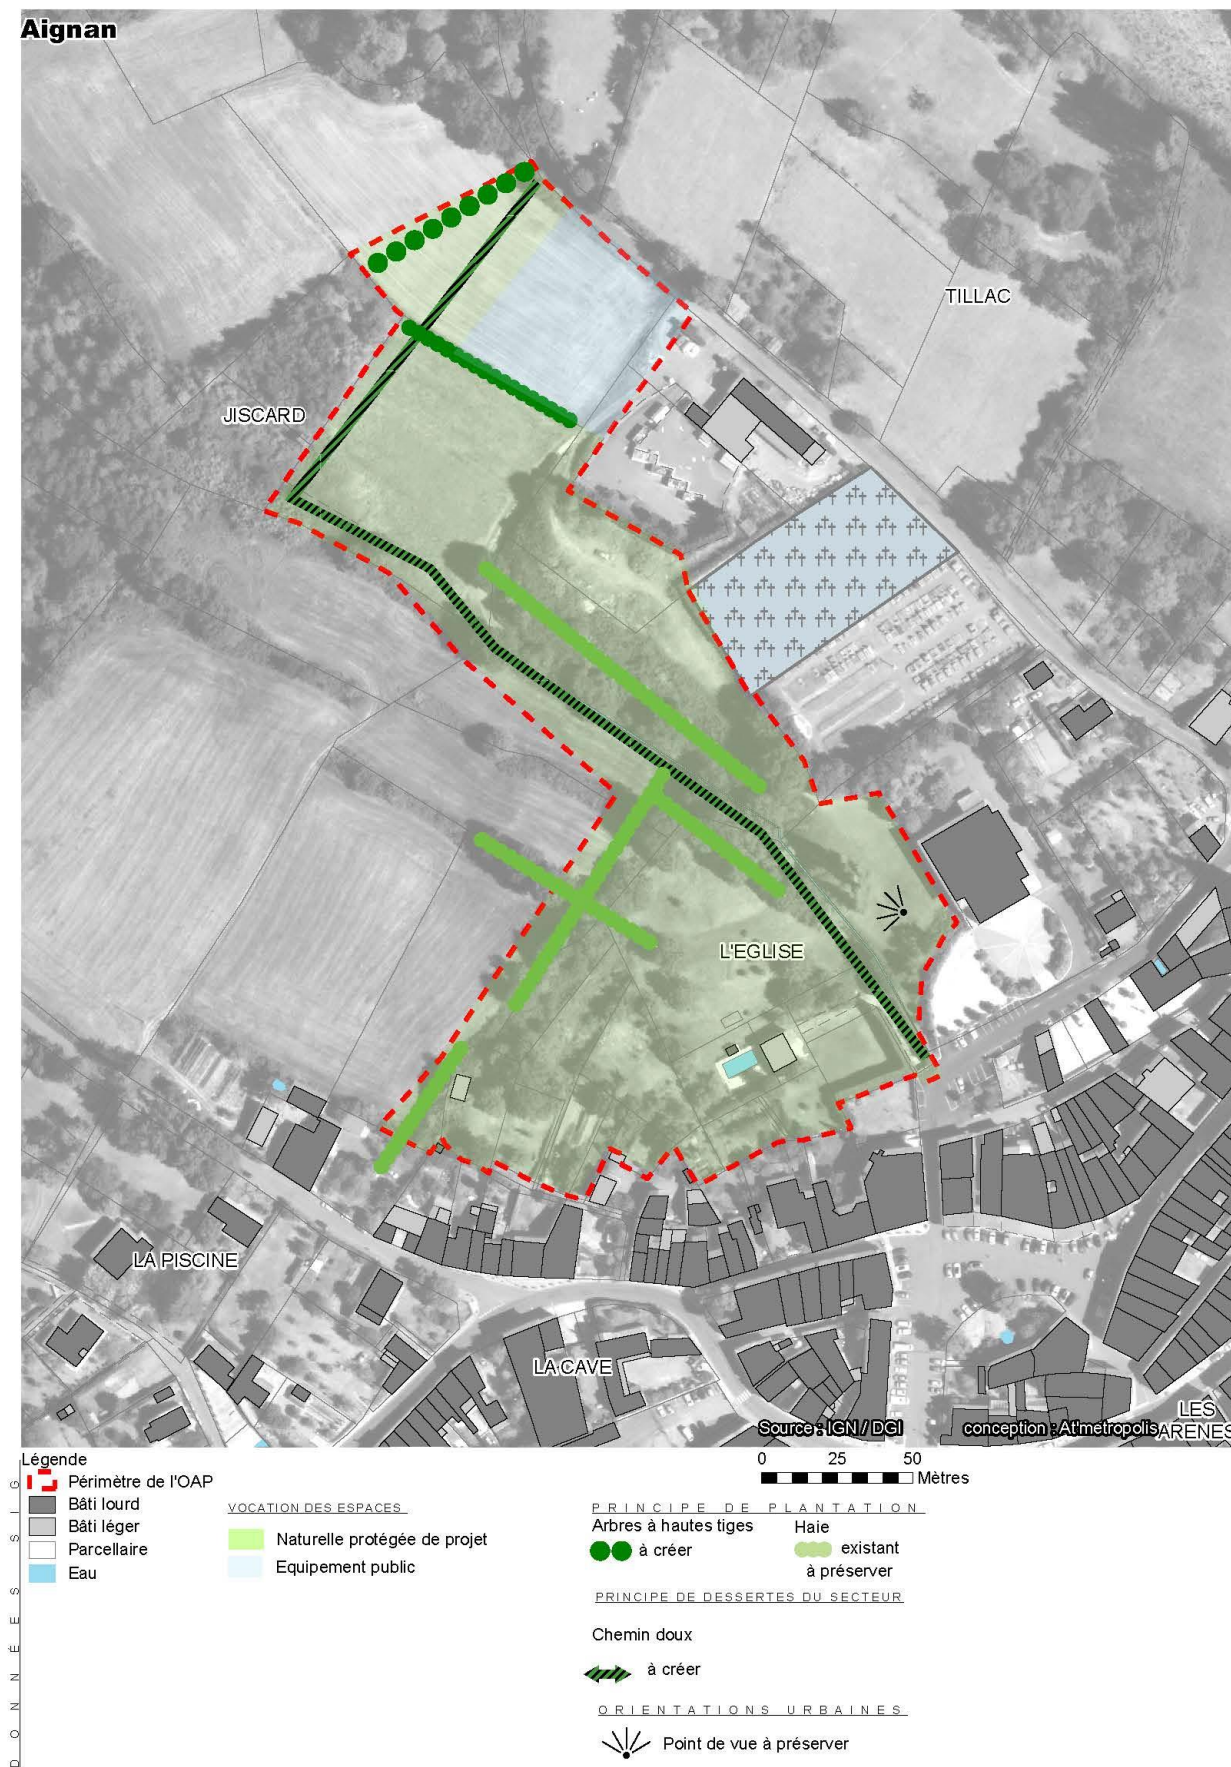 Aignan
TILLAC
JISCARD
L'EGLISE
LA PISCINE
LA CAVE
LES
ARENES
Source : IGN / DGI
conception : At'metropolis
Légende
Périmètre de l'OAP
Bâti lourd
Bâti léger
Parcellaire
Eau
DONNÉES SIG
VOCATION DES ESPACES
Naturelle protégée de projet
Equipement public
0 25 50
Mètres
PRINCIPE DE PLANTATION
Arbres à hautes tiges
à créer
Haie
existant
à préserver
PRINCIPE DE DESSERTES DU SECTEUR
Chemin doux
à créer
ORIENTATIONS URBAINES
Point de vue à préserver